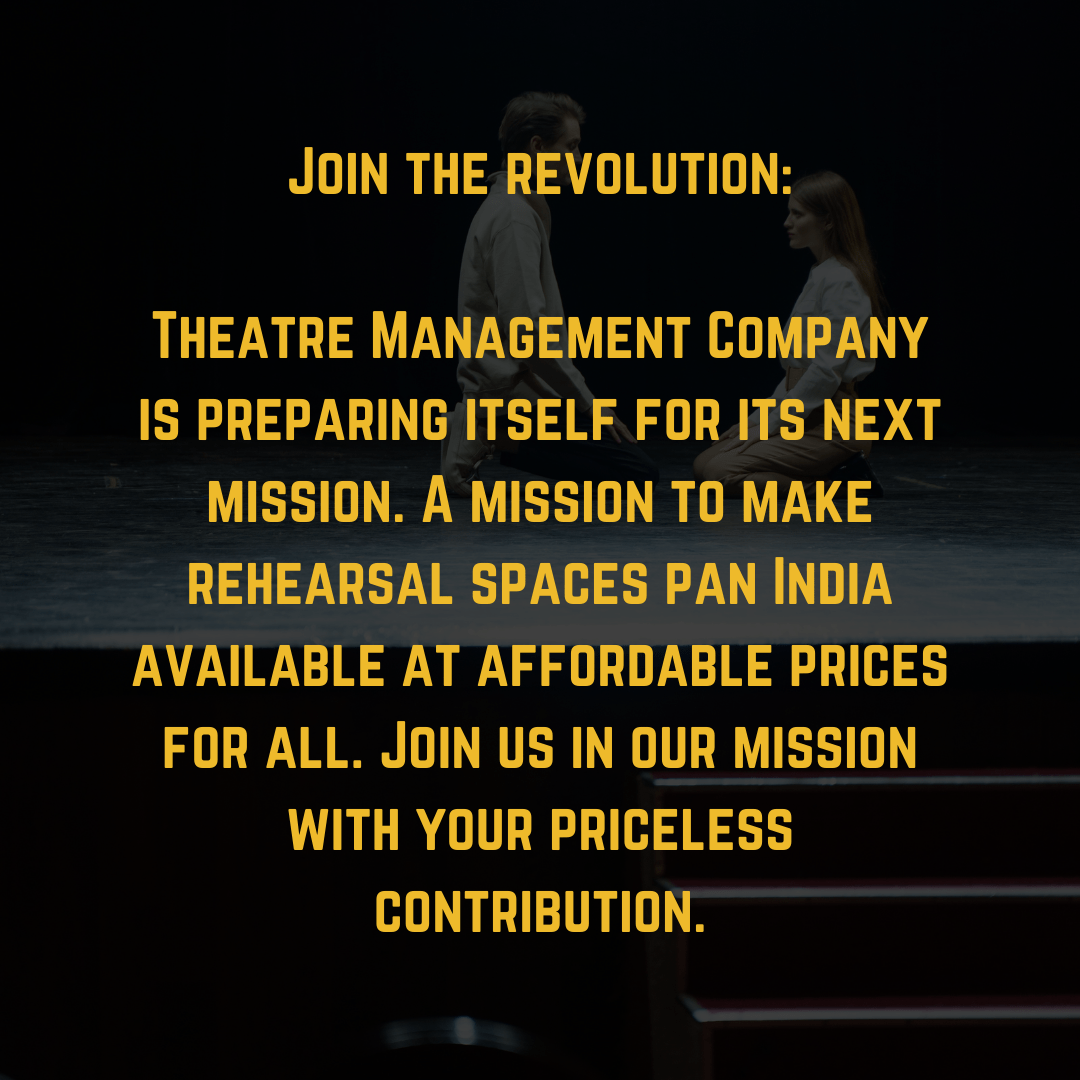 Join the revolution:
Theatre Management Company
is preparing itself for its next
mission. A mission to make
rehearsal spaces pan India
available at affordable prices
for all. Join us in our mission
with your priceless
contribution.